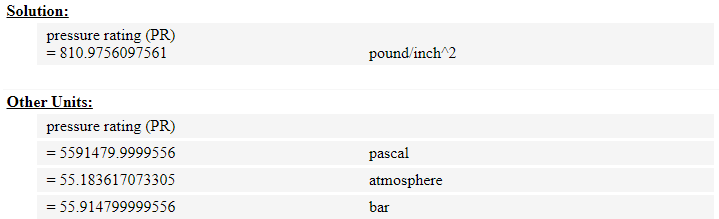 Solution:
pressure rating (PR)
= 810.9756097561 pound/inch^2
Other Units:
pressure rating (PR)
= 5591479.9999556 pascal
= 55.183617073305 atmosphere
= 55.914799999556 bar